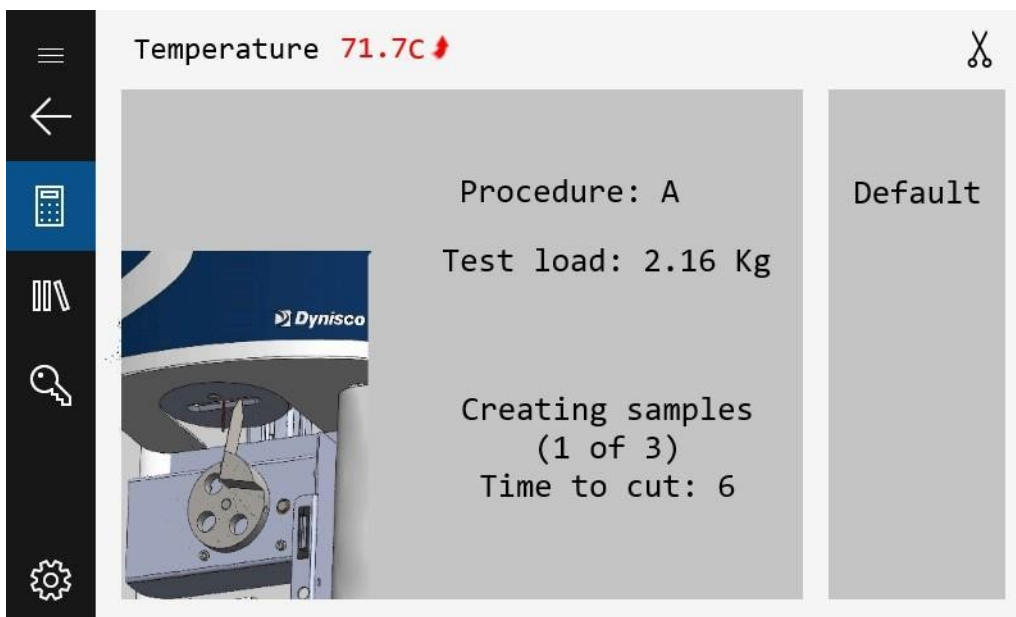 Temperature 71.7C
Procedure: A
Default
Test load: 2.16 Kg
Dynisco
Creating samples
(1 of 3)
Time to cut: 6